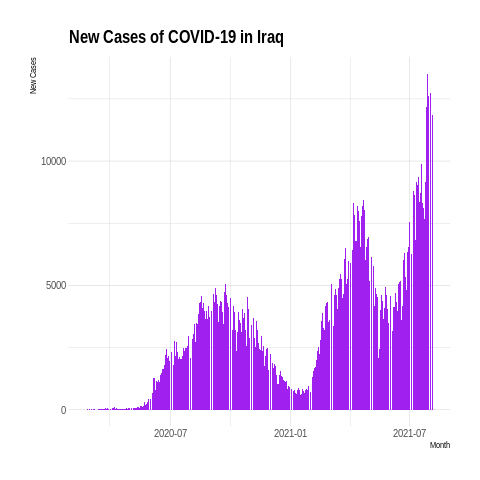 New Cases of COVID-19 in Iraq
New Cases
10000
5000
0
2020-07
2021-01
2021-07
Month